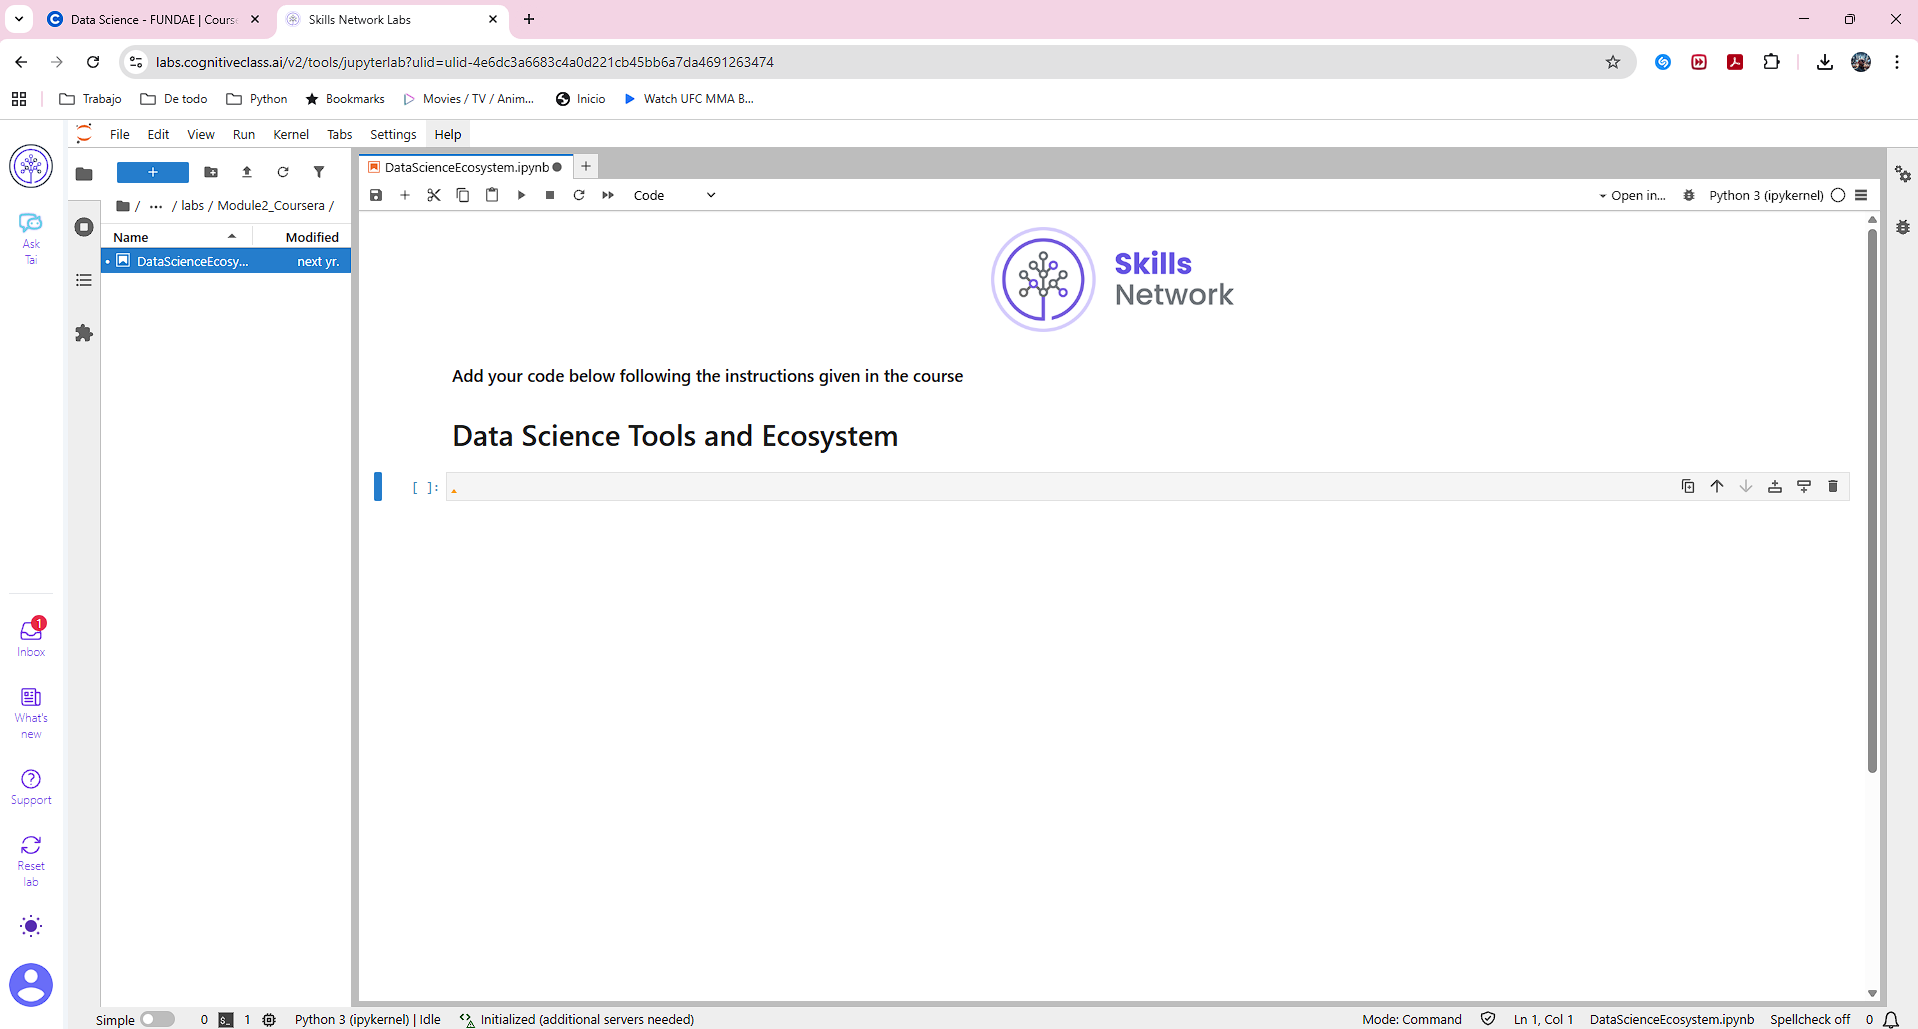 Data Science - FUNDAE | Cours
Skills Network Labs
labs.cognitiveclass.ai/v2/tools/jupyterlab?ulid=ulid-4e6dc3a6683c4a0d221cb45bb6a7da4691263474
Trabajo
De todo
Python
Bookmarks
Movies / TV / Anim...
Inicio
Watch UFC MMA B...
File
Edit
View
Run
Kernel
Tabs
Settings
Help
Ask
Tai
/ ... / labs / Module2_Coursera /
Name
Modified
DataScienceEcosy...
next yr.
DataScienceEcosystem.ipynb
Code
Open in...
Python 3 (ipykernel)
Skills
Network
Add your code below following the instructions given in the course
Data Science Tools and Ecosystem
[ ]:
1
Inbox
What's
new
Support
Reset
lab
Simple
0
$_
1
Python 3 (ipykernel) | Idle
Initialized (additional servers needed)
Mode: Command
Ln 1, Col 1
DataScienceEcosystem.ipynb
Spellcheck off
0